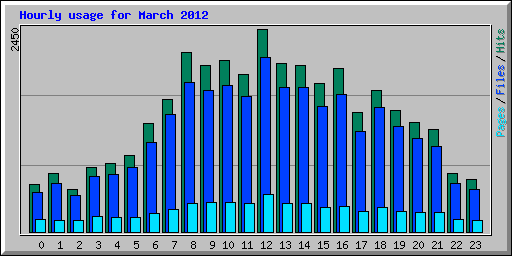 Hourly usage for March 2012
2450
Pages / Files / Hits
0 1 2 3 4 5 6 7 8 9 10 11 12 13 14 15 16 17 18 19 20 21 22 23